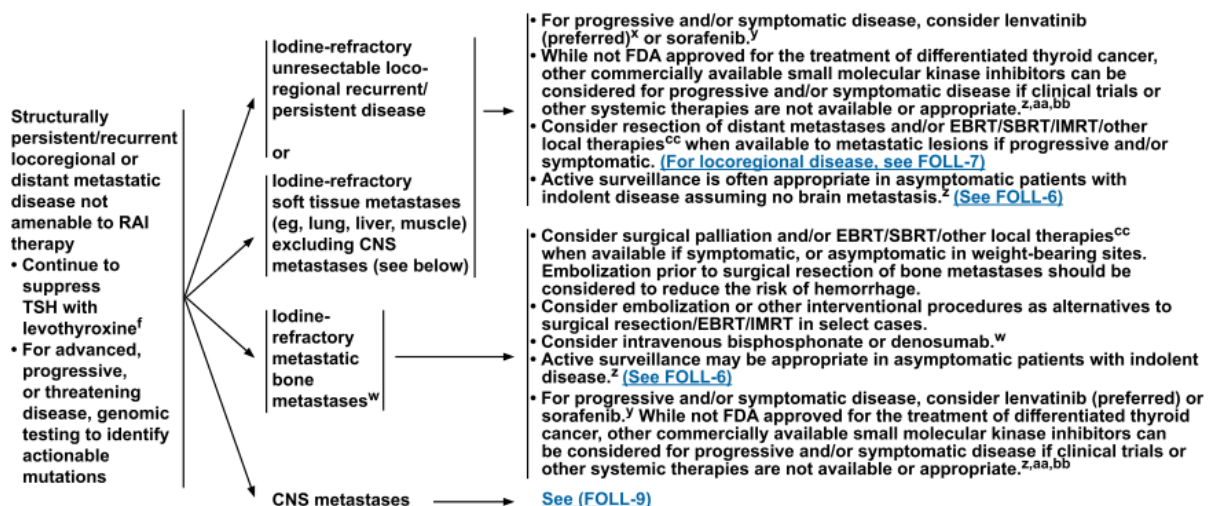 Structurally
persistent/recurrent
locoregional or
distant metastatic
disease not
amenable to RAI
therapy
• Continue to
suppress
TSH with
levothyroxineᶠ
• For advanced,
progressive,
or threatening
disease, genomic
testing to identify
actionable
mutations
Iodine-refractory
unresectable loco-
regional recurrent/
persistent disease
or
Iodine-refractory
soft tissue metastases
(eg, lung, liver, muscle)
excluding CNS
metastases (see below)
• For progressive and/or symptomatic disease, consider lenvatinib
(preferred)ˣ or sorafenib.ʸ
• While not FDA approved for the treatment of differentiated thyroid cancer,
other commercially available small molecular kinase inhibitors can be
considered for progressive and/or symptomatic disease if clinical trials or
other systemic therapies are not available or appropriate.ᶻ,ᵃᵃ,ᵇᵇ
• Consider resection of distant metastases and/or EBRT/SBRT/IMRT/other
local therapiesᶜᶜ when available to metastatic lesions if progressive and/or
symptomatic. (For locoregional disease, see FOLL-7)
• Active surveillance is often appropriate in asymptomatic patients with
indolent disease assuming no brain metastasis.ᶻ (See FOLL-6)
Iodine-
refractory
metastatic
bone
metastasesʷ
• Consider surgical palliation and/or EBRT/SBRT/other local therapiesᶜᶜ
when available if symptomatic, or asymptomatic in weight-bearing sites.
Embolization prior to surgical resection of bone metastases should be
considered to reduce the risk of hemorrhage.
• Consider embolization or other interventional procedures as alternatives to
surgical resection/EBRT/IMRT in select cases.
• Consider intravenous bisphosphonate or denosumab.ʷ
• Active surveillance may be appropriate in asymptomatic patients with indolent
disease.ᶻ (See FOLL-6)
• For progressive and/or symptomatic disease, consider lenvatinib (preferred) or
sorafenib.ʸ While not FDA approved for the treatment of differentiated thyroid
cancer, other commercially available small molecular kinase inhibitors can
be considered for progressive and/or symptomatic disease if clinical trials or
other systemic therapies are not available or appropriate.ᶻ,ᵃᵃ,ᵇᵇ
CNS metastases
See (FOLL-9)